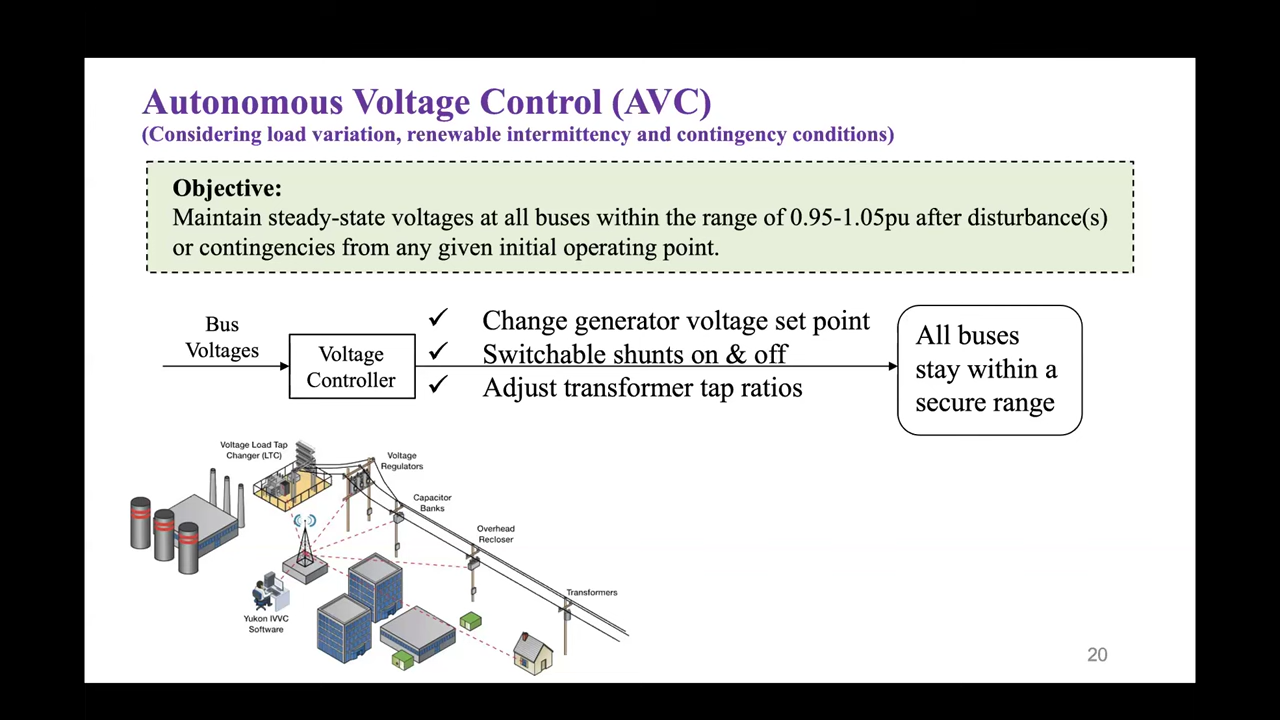 Autonomous Voltage Control (AVC)
(Considering load variation, renewable intermittency and contingency conditions)
Objective:
Maintain steady-state voltages at all buses within the range of 0.95-1.05pu after disturbance(s)
or contingencies from any given initial operating point.
Bus
Voltages
Voltage
Controller
✓ Change generator voltage set point
✓ Switchable shunts on & off
✓ Adjust transformer tap ratios
All buses
stay within a
secure range
Voltage Load Tap
Changer (LTC)
Voltage
Regulators
Capacitor
Banks
Overhead
Recloser
Transformers
Yukon IVVC
Software
20